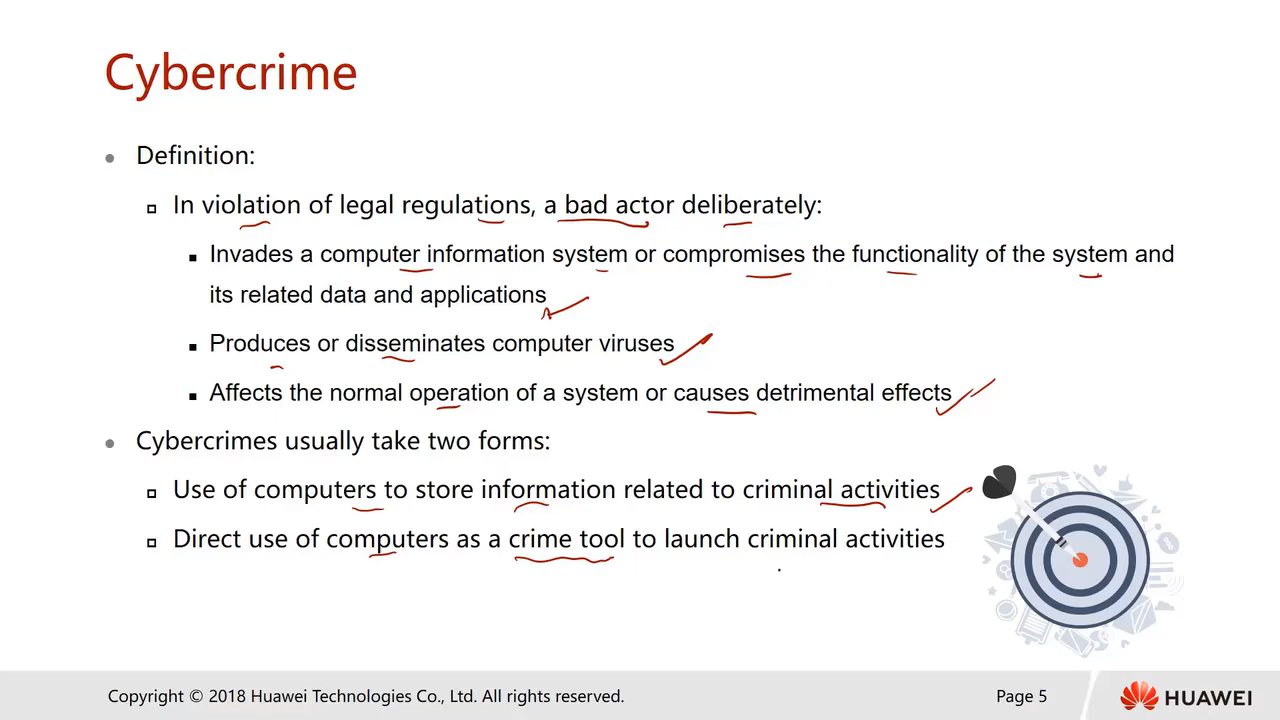 Cybercrime
Definition:
In violation of legal regulations, a bad actor deliberately:
Invades a computer information system or compromises the functionality of the system and
its related data and applications
Produces or disseminates computer viruses
Affects the normal operation of a system or causes detrimental effects
Cybercrimes usually take two forms:
Use of computers to store information related to criminal activities
Direct use of computers as a crime tool to launch criminal activities
Copyright © 2018 Huawei Technologies Co., Ltd. All rights reserved.
Page 5
HUAWEI